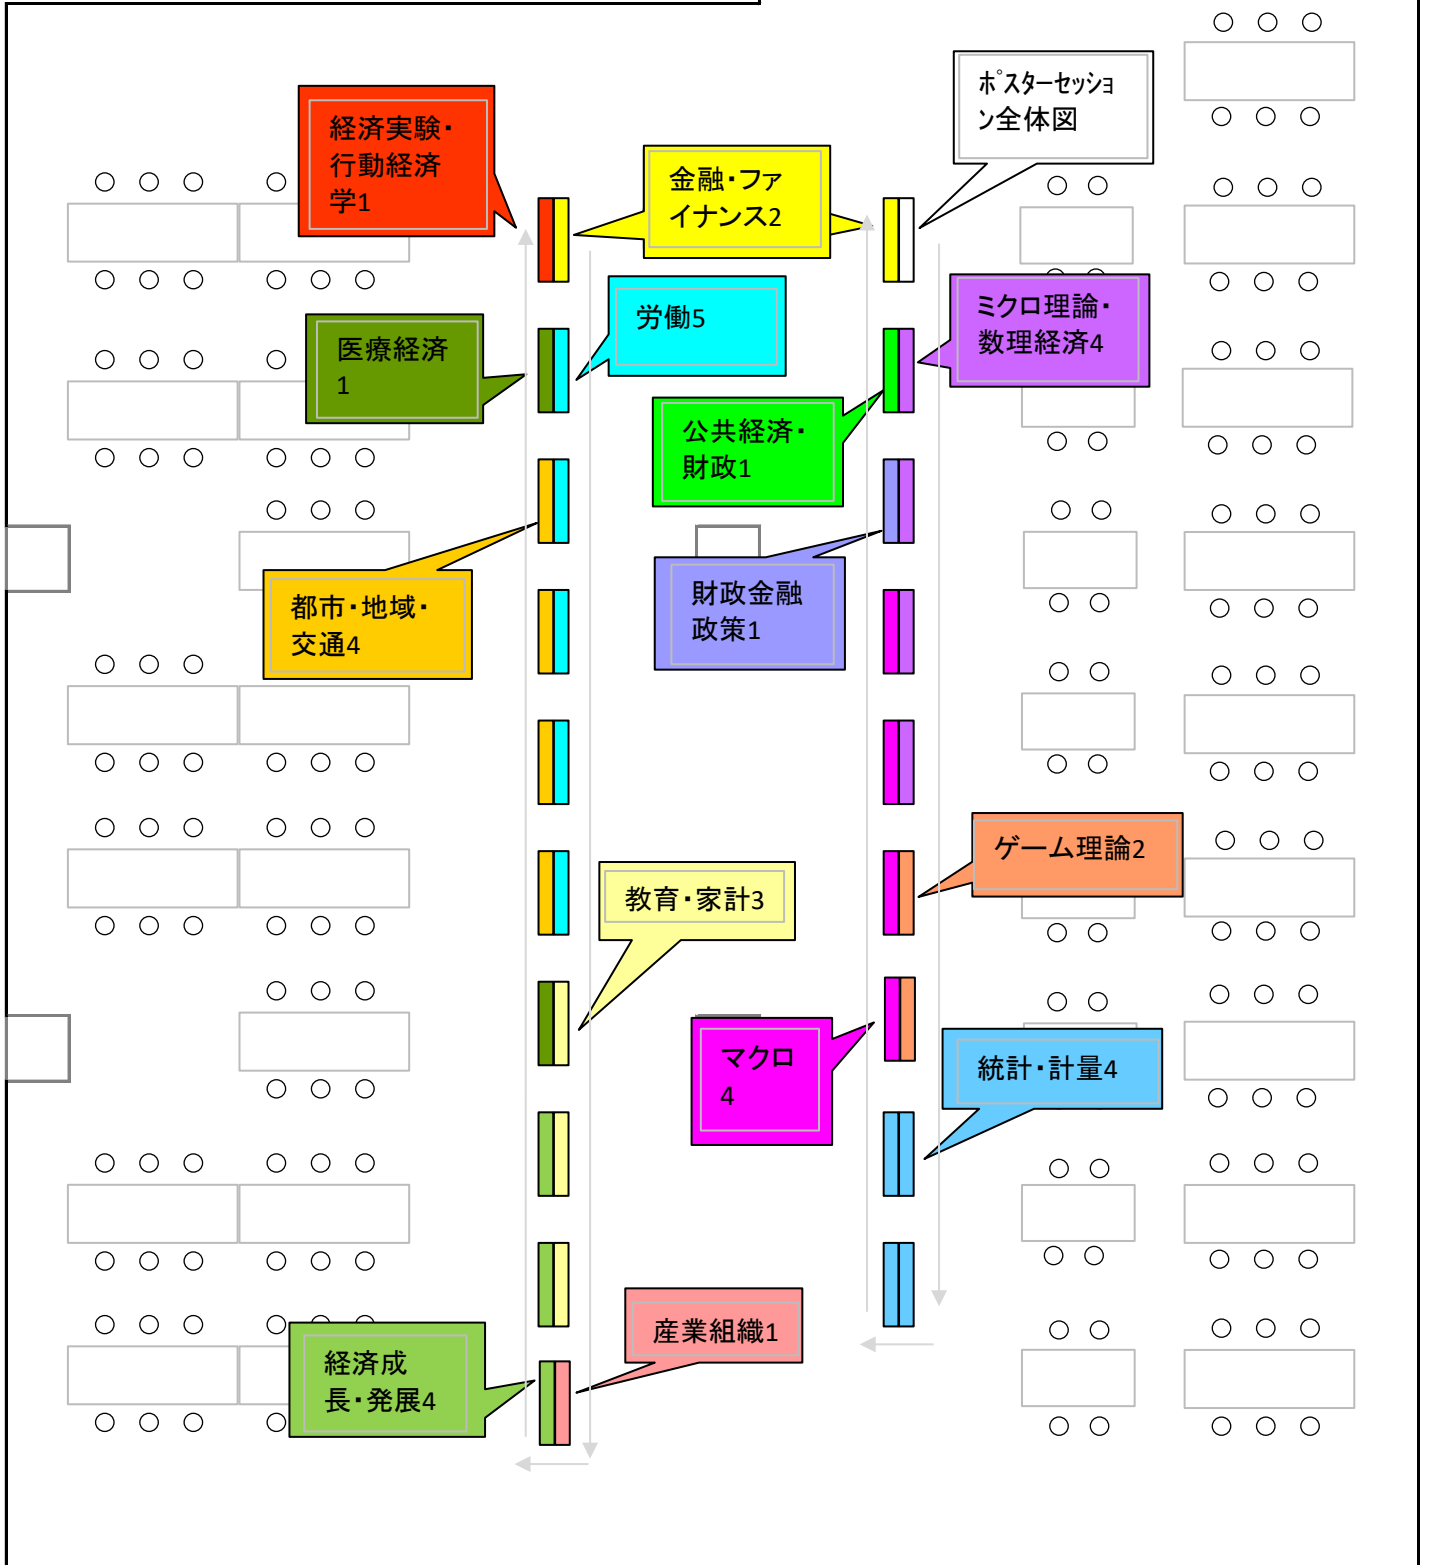 ポスターセッショ
ン全体図
経済実験・
行動経済
学1
金融・ファ
イナンス2
労働5
ミクロ理論・
数理経済4
医療経済
1
公共経済・
財政1
都市・地域・
交通4
財政金融
政策1
ゲーム理論2
教育・家計3
マクロ
4
統計・計量4
産業組織1
経済成
長・発展4